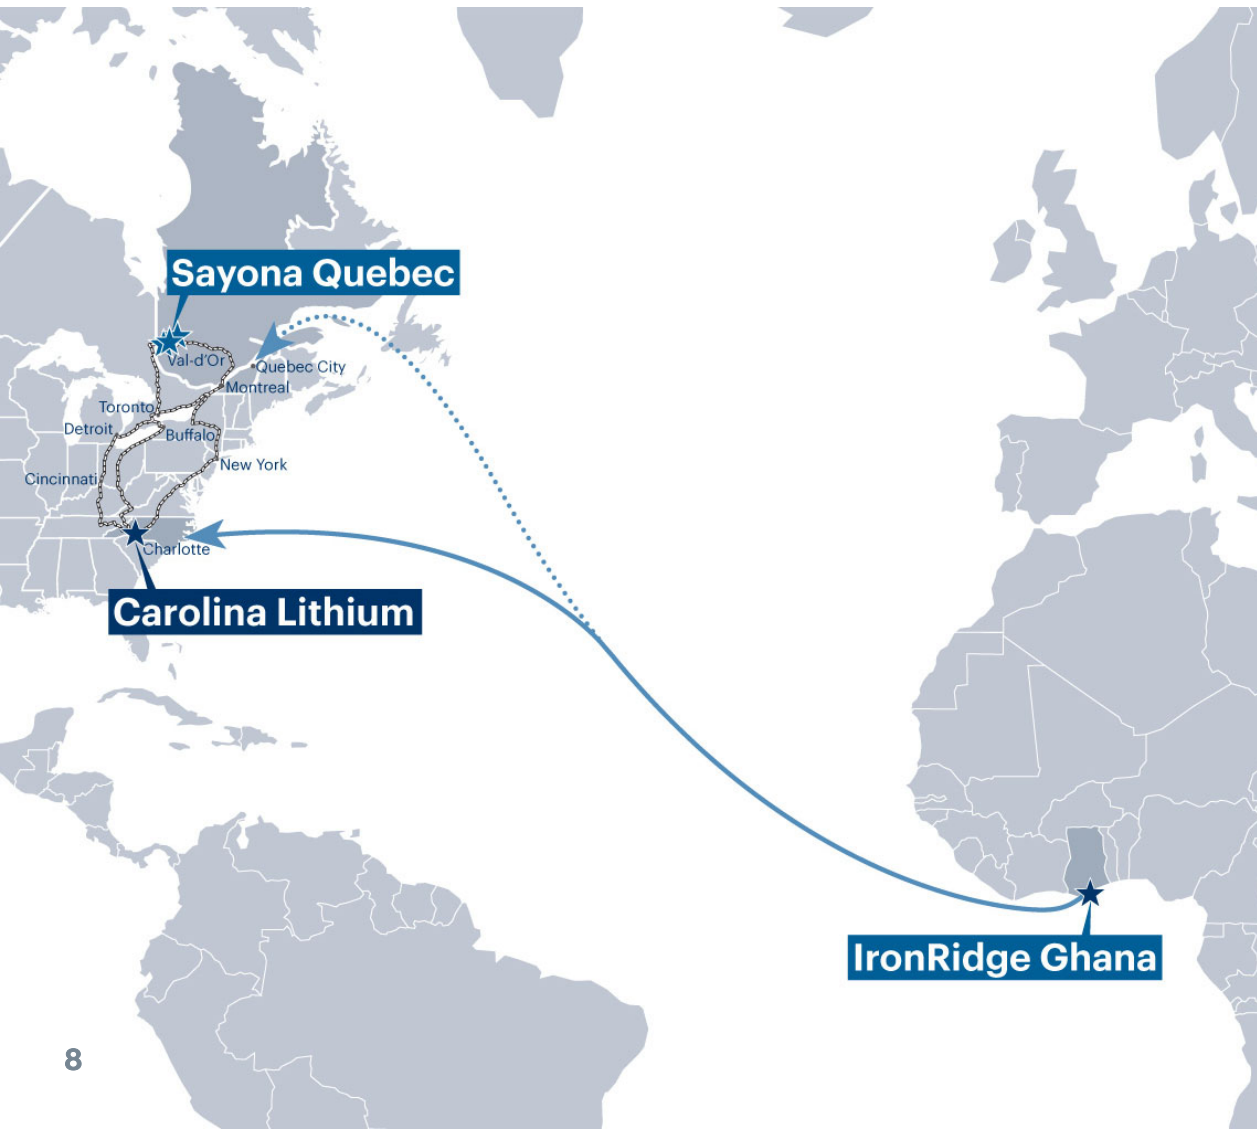 Sayona Quebec
Val-d'Or
Quebec City
Montreal
Toronto
Detroit
Buffalo
New York
Cincinnati
Charlotte
Carolina Lithium
IronRidge Ghana
8